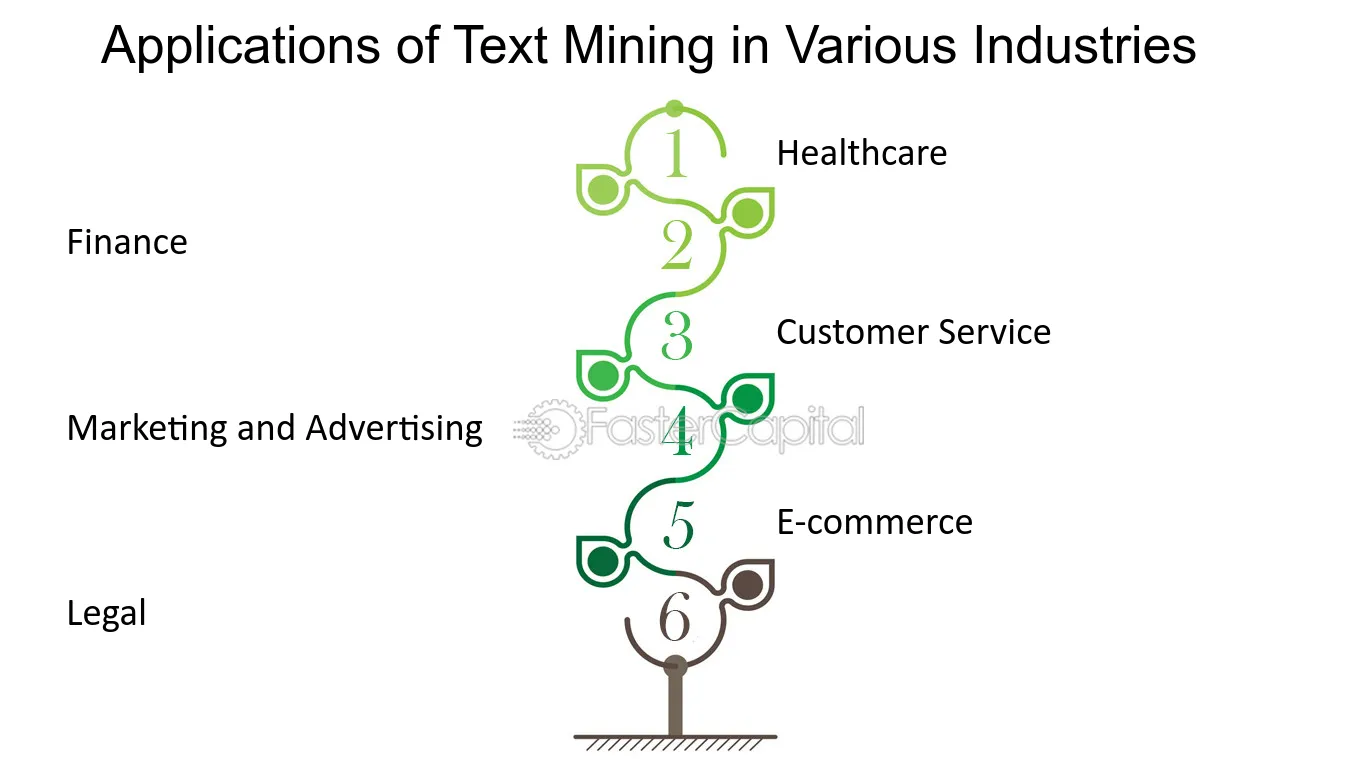 Applications of Text Mining in Various Industries
1
Healthcare
2
Finance
3
Customer Service
4
Marketing and Advertising
FasterCapital
5
E-commerce
6
Legal